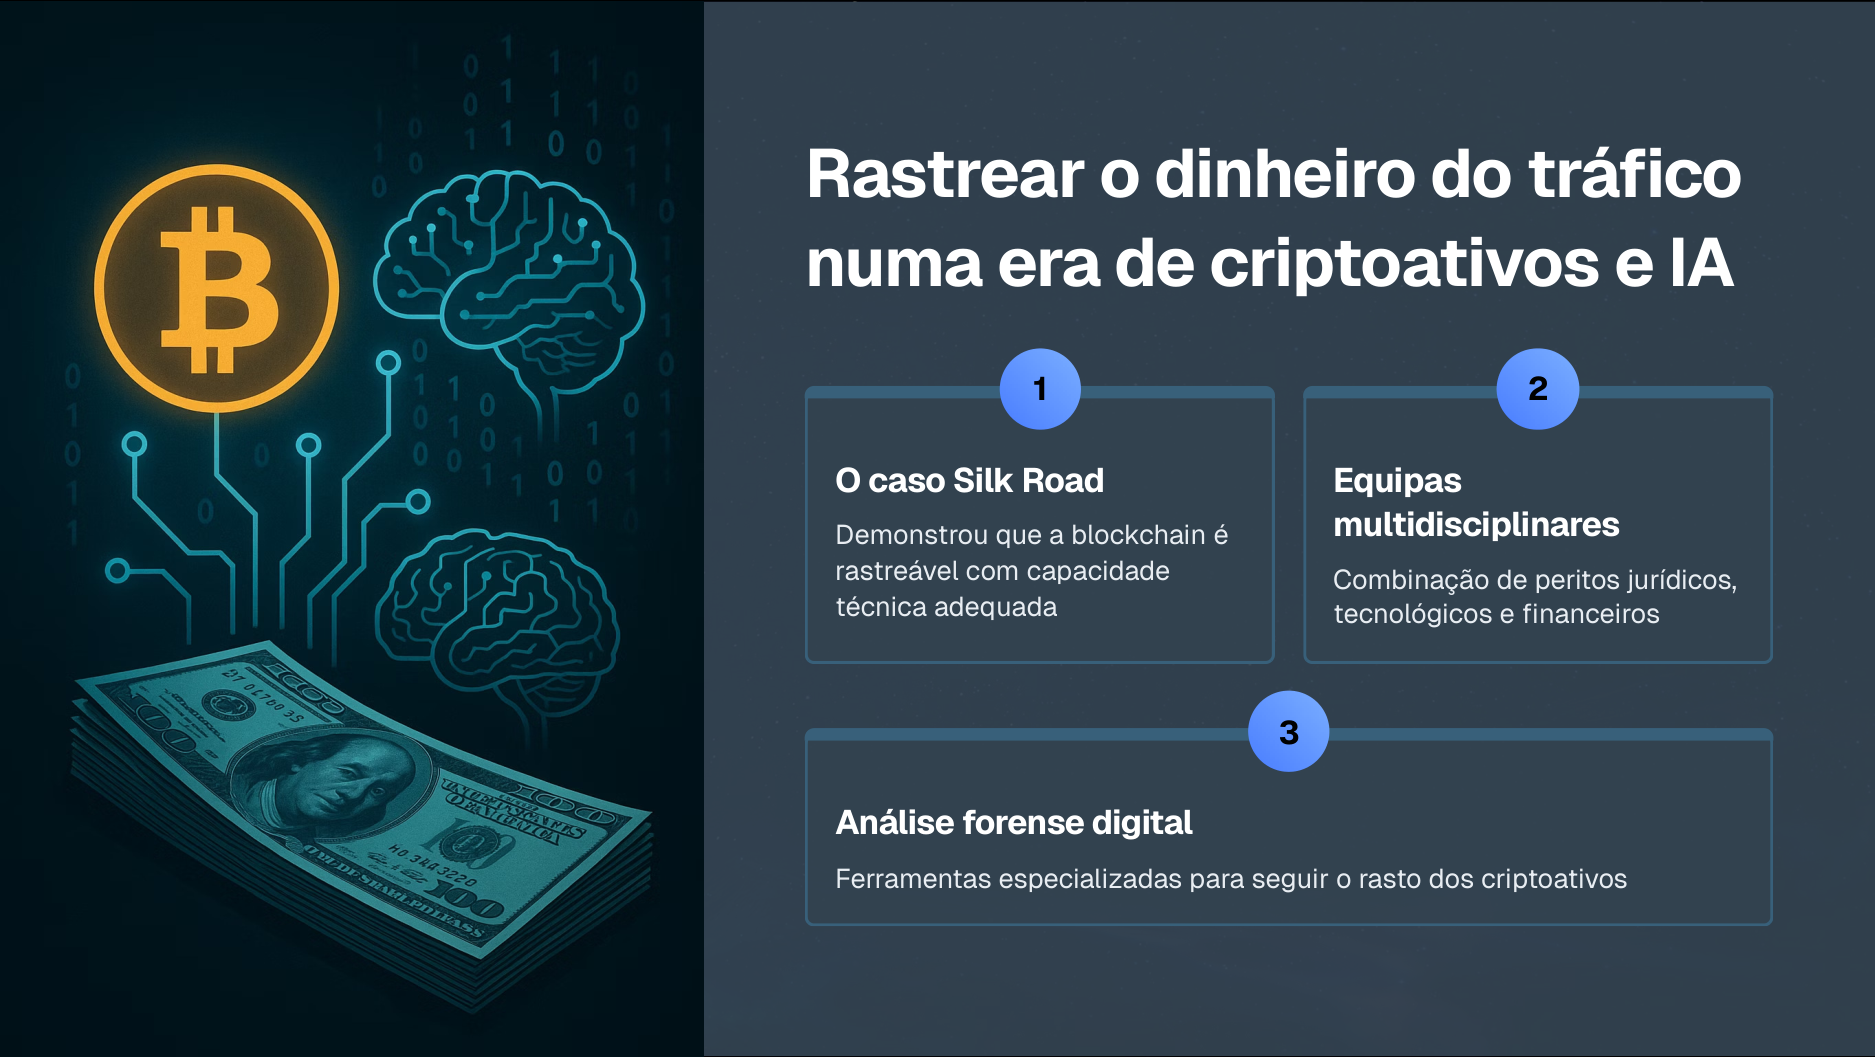 Rastrear o dinheiro do tráfico
numa era de criptoativos e IA
1
O caso Silk Road
Demonstrou que a blockchain é
rastreável com capacidade
técnica adequada
2
Equipas
multidisciplinares
Combinação de peritos jurídicos,
tecnológicos e financeiros
3
Análise forense digital
Ferramentas especializadas para seguir o rasto dos criptoativos